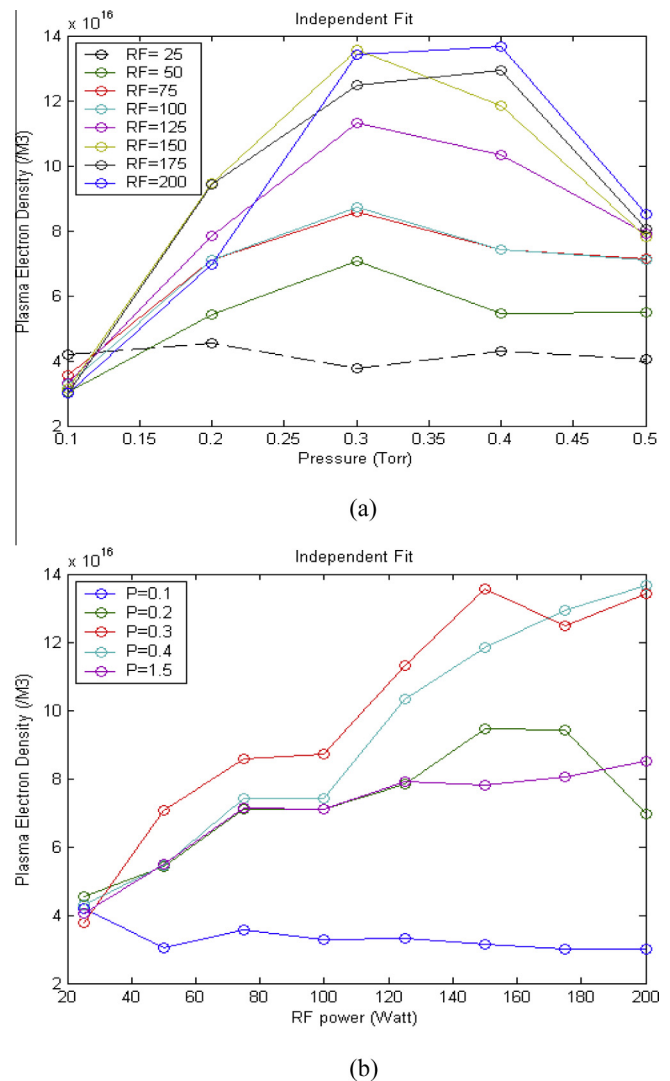 x 10^16
Independent Fit
14
12
10
8
6
4
2
Plasma Electron Density (/M3)
RF= 25
RF= 50
RF=75
RF=100
RF=125
RF=150
RF=175
RF=200
0.1 0.15 0.2 0.25 0.3 0.35 0.4 0.45 0.5
Pressure (Torr)
(a)
x 10^16
Independent Fit
14
12
10
8
6
4
2
Plasma Electron Density (/M3)
P=0.1
P=0.2
P=0.3
P=0.4
P=1.5
20 40 60 80 100 120 140 160 180 200
RF power (Watt)
(b)